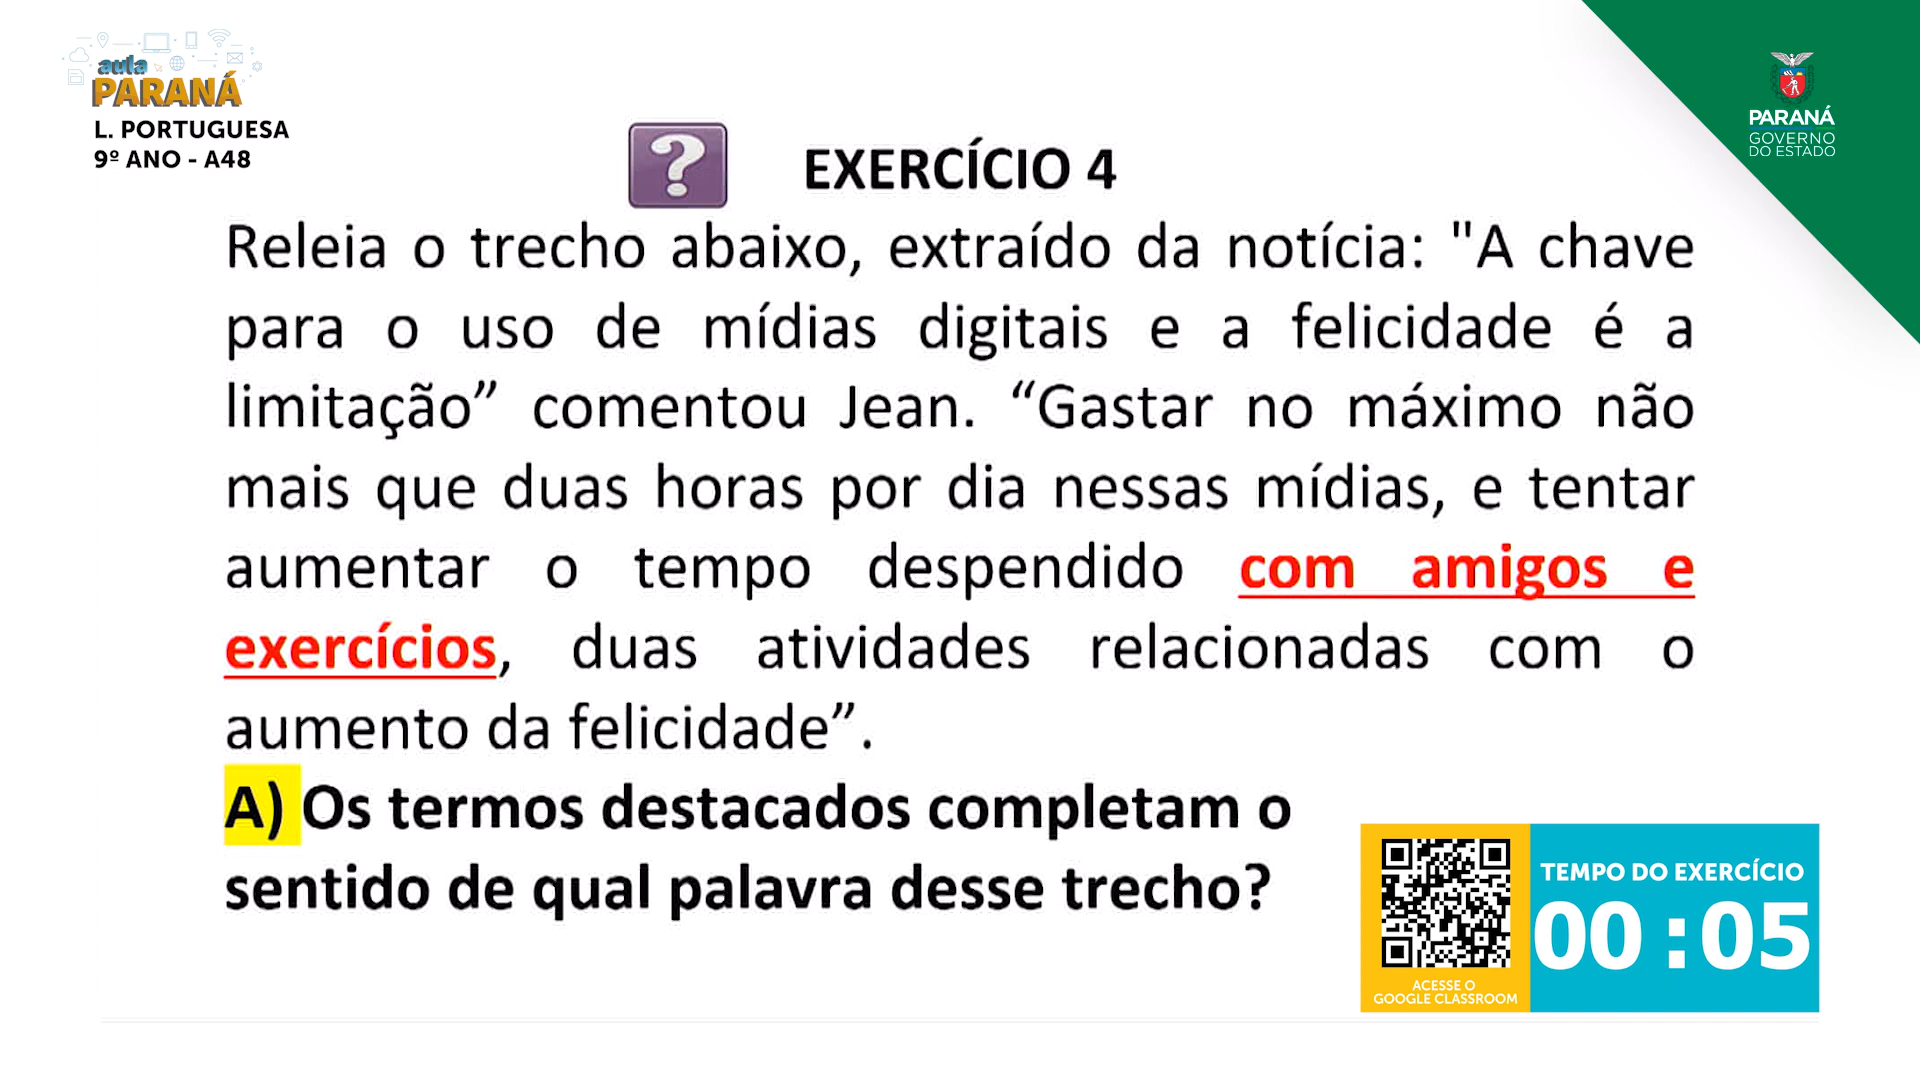 aula
PARANÁ
L. PORTUGUESA
9º ANO - A48
PARANÁ
GOVERNO
DO ESTADO
EXERCÍCIO 4
Releia o trecho abaixo, extraído da notícia: "A chave
para o uso de mídias digitais e a felicidade é a
limitação” comentou Jean. “Gastar no máximo não
mais que duas horas por dia nessas mídias, e tentar
aumentar o tempo despendido com amigos e
exercícios, duas atividades relacionadas com o
aumento da felicidade”.
A) Os termos destacados completam o
sentido de qual palavra desse trecho?
ACESSE O
GOOGLE CLASSROOM
TEMPO DO EXERCÍCIO
00:05